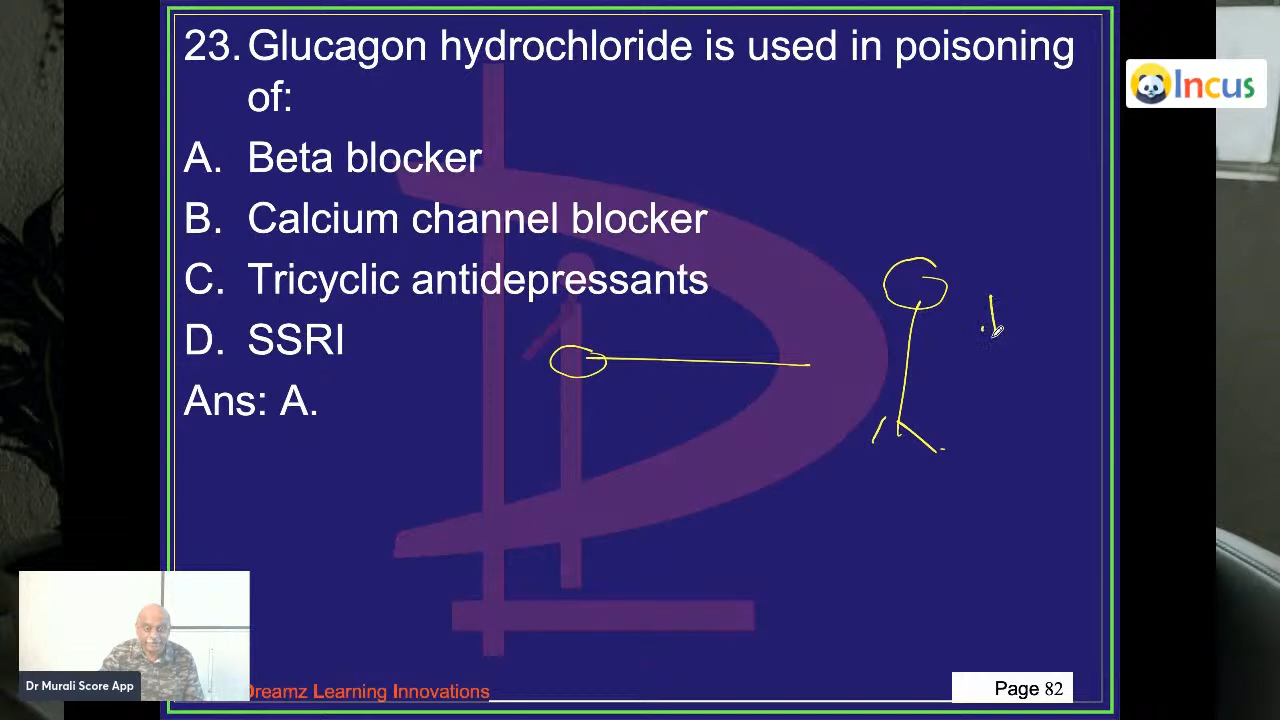 23. Glucagon hydrochloride is used in poisoning
of:
Incus
A. Beta blocker
B. Calcium channel blocker
C. Tricyclic antidepressants
D. SSRI
Ans: A.
Dr Murali Score App
Dreamz Learning Innovations
Page 82